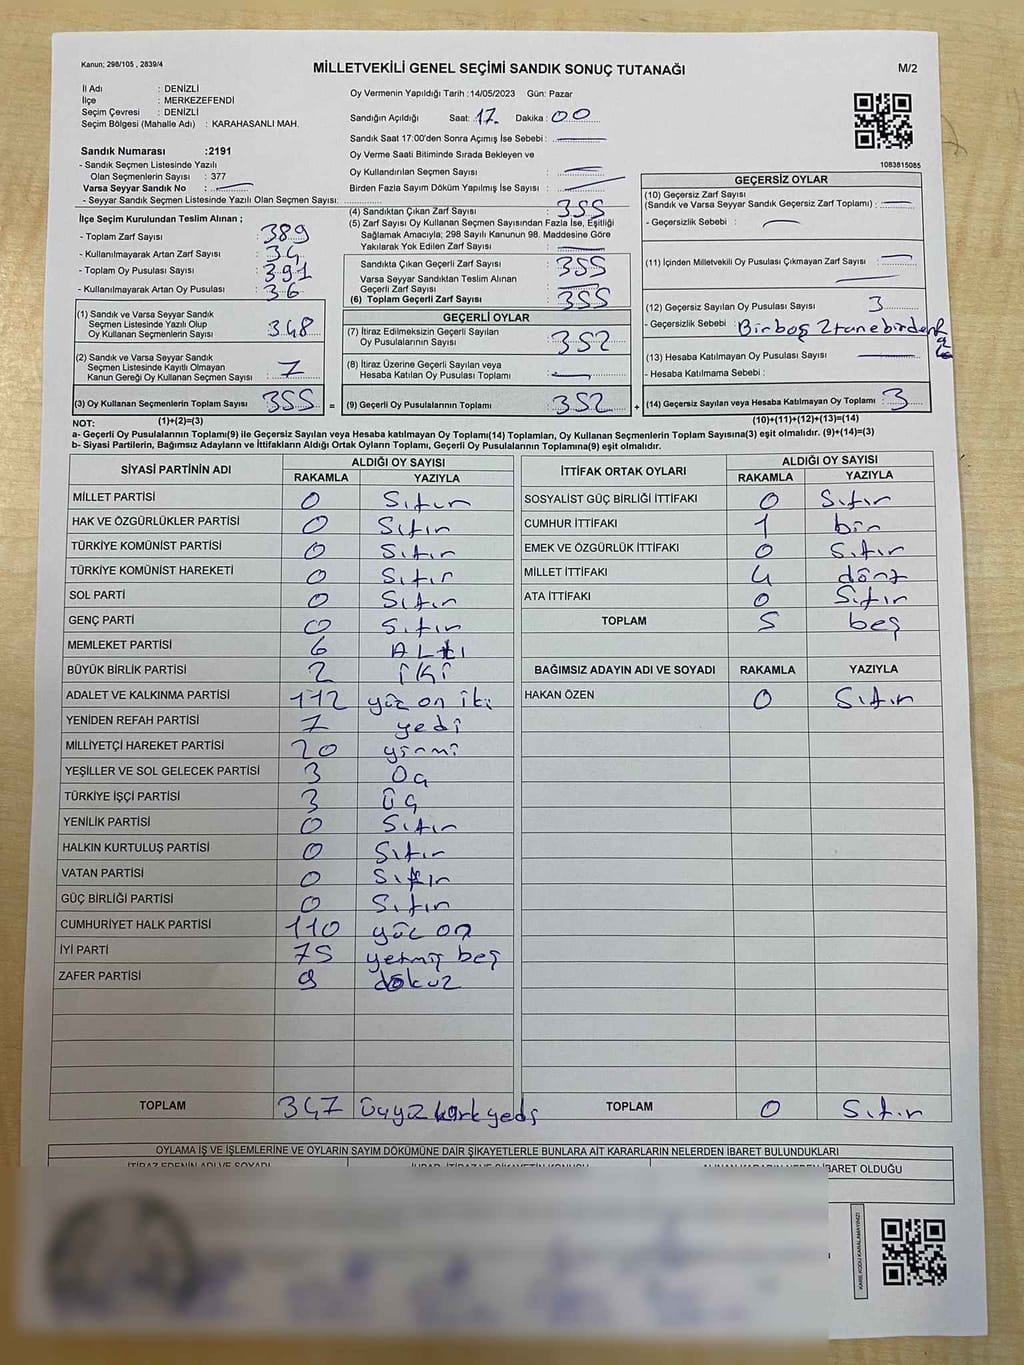 Kanun; 298/105 , 2839/4
MİLLETVEKİLİ GENEL SEÇİMİ SANDIK SONUÇ TUTANAĞI
M/2
İl Adı : DENİZLİ
İlçe : MERKEZEFENDİ
Seçim Çevresi : DENİZLİ
Seçim Bölgesi (Mahalle Adı) : KARAHASANLI MAH.
Sandık Numarası :2191
- Sandık Seçmen Listesinde Yazılı
Olan Seçmenlerin Sayısı : 377
Varsa Seyyar Sandık No :
- Seyyar Sandık Seçmen Listesinde Yazılı Olan Seçmen Sayısı:
Oy Vermenin Yapıldığı Tarih :14/05/2023 Gün: Pazar
Sandığın Açıldığı Saat: 17 Dakika : 00
Sandık Saat 17:00'den Sonra Açımış İse Sebebi :
Oy Verme Saati Bitiminde Sırada Bekleyen ve
Oy Kullandırılan Seçmen Sayısı :
Birden Fazla Sayım Döküm Yapılmış İse Sayısı :
1083815085
İlçe Seçim Kurulundan Teslim Alınan ;
- Toplam Zarf Sayısı : 389
- Kullanılmayarak Artan Zarf Sayısı : 34
- Toplam Oy Pusulası Sayısı : 391
- Kullanılmayarak Artan Oy Pusulası : 36
(1) Sandık ve Varsa Seyyar Sandık
Seçmen Listesinde Yazılı Olup
Oy Kullanan Seçmenlerin Sayısı : 348
(2) Sandık ve Varsa Seyyar Sandık
Seçmen Listesinde Kayıtlı Olmayan
Kanun Gereği Oy Kullanan Seçmen Sayısı : 7
(3) Oy Kullanan Seçmenlerin Toplam Sayısı : 355 =
(4) Sandıktan Çıkan Zarf Sayısı : 355
(5) Zarf Sayısı Oy Kullanan Seçmen Sayısından Fazla İse, Eşitliği
Sağlamak Amacıyla; 298 Sayılı Kanunun 98. Maddesine Göre
Yakılarak Yok Edilen Zarf Sayısı :
Sandıkta Çıkan Geçerli Zarf Sayısı : 355
Varsa Seyyar Sandıktan Teslim Alınan
Geçerli Zarf Sayısı :
(6) Toplam Geçerli Zarf Sayısı : 355
GEÇERLİ OYLAR
(7) İtiraz Edilmeksizin Geçerli Sayılan
Oy Pusulalarının Sayısı : 352
(8) İtiraz Üzerine Geçerli Sayılan veya
Hesaba Katılan Oy Pusulası Toplamı :
(9) Geçerli Oy Pusulalarının Toplamı : 352 +
GEÇERSİZ OYLAR
(10) Geçersiz Zarf Sayısı
(Sandık ve Varsa Seyyar Sandık Geçersiz Zarf Toplamı) :
- Geçersizlik Sebebi :
(11) İçinden Milletvekili Oy Pusulası Çıkmayan Zarf Sayısı :
(12) Geçersiz Sayılan Oy Pusulası Sayısı : 3
- Geçersizlik Sebebi : Bir boş 2 tane birden
(13) Hesaba Katılmayan Oy Pusulası Sayısı :
- Hesaba Katılmama Sebebi :
(14) Geçersiz Sayılan veya Hesaba Katılmayan Oy Toplamı : 3
NOT: (1)+(2)=(3) (10)+(11)+(12)+(13)=(14)
a- Geçerli Oy Pusulalarının Toplamı(9) ile Geçersiz Sayılan veya Hesaba katılmayan Oy Toplamı(14) Toplamları, Oy Kullanan Seçmenlerin Toplam Sayısına(3) eşit olmalıdır. (9)+(14)=(3)
b- Siyasi Partilerin, Bağımsız Adayların ve İttifakların Aldığı Ortak Oyların Toplamı, Geçerli Oy Pusulalarının Toplamına(9) eşit olmalıdır.
SİYASİ PARTİNİN ADI ALDIĞI OY SAYISI
RAKAMLA YAZIYLA
MİLLET PARTİSİ 0 Sıfır
HAK VE ÖZGÜRLÜKLER PARTİSİ 0 Sıfır
TÜRKİYE KOMÜNİST PARTİSİ 0 Sıfır
TÜRKİYE KOMÜNİST HAREKETİ 0 Sıfır
SOL PARTİ 0 Sıfır
GENÇ PARTİ 0 Sıfır
MEMLEKET PARTİSİ 6 ALtı
BÜYÜK BİRLİK PARTİSİ 2 İKİ
ADALET VE KALKINMA PARTİSİ 112 yüz on iki
YENİDEN REFAH PARTİSİ 7 yedi
MİLLİYETÇİ HAREKET PARTİSİ 20 yirmi
YEŞİLLER VE SOL GELECEK PARTİSİ 3 Üç
TÜRKİYE İŞÇİ PARTİSİ 3 Üç
YENİLİK PARTİSİ 0 Sıfır
HALKIN KURTULUŞ PARTİSİ 0 Sıfır
VATAN PARTİSİ 0 Sıfır
GÜÇ BİRLİĞİ PARTİSİ 0 Sıfır
CUMHURİYET HALK PARTİSİ 110 yüz on
İYİ PARTİ 75 yetmiş beş
ZAFER PARTİSİ 9 dokuz
TOPLAM 347 üçyüz kırk yedi
İTTİFAK ORTAK OYLARI ALDIĞI OY SAYISI
RAKAMLA YAZIYLA
SOSYALİST GÜÇ BİRLİĞİ İTTİFAKI 0 Sıfır
CUMHUR İTTİFAKI 1 bir
EMEK VE ÖZGÜRLÜK İTTİFAKI 0 Sıfır
MİLLET İTTİFAKI 4 dört
ATA İTTİFAKI 0 Sıfır
TOPLAM 5 beş
BAĞIMSIZ ADAYIN ADI VE SOYADI RAKAMLA YAZIYLA
HAKAN ÖZEN 0 Sıfır
TOPLAM 0 Sıfır
OYLAMA İŞ VE İŞLEMLERİNE VE OYLARIN SAYIM DÖKÜMÜNE DAİR ŞİKAYETLERLE BUNLARA AİT KARARLARIN NELERDEN İBARET BULUNDUKLARI
İTİRAZ EDENİN ADI VE SOYADI
İBARET OLDUĞU
KARE KODU KARALAMAYINIZ!